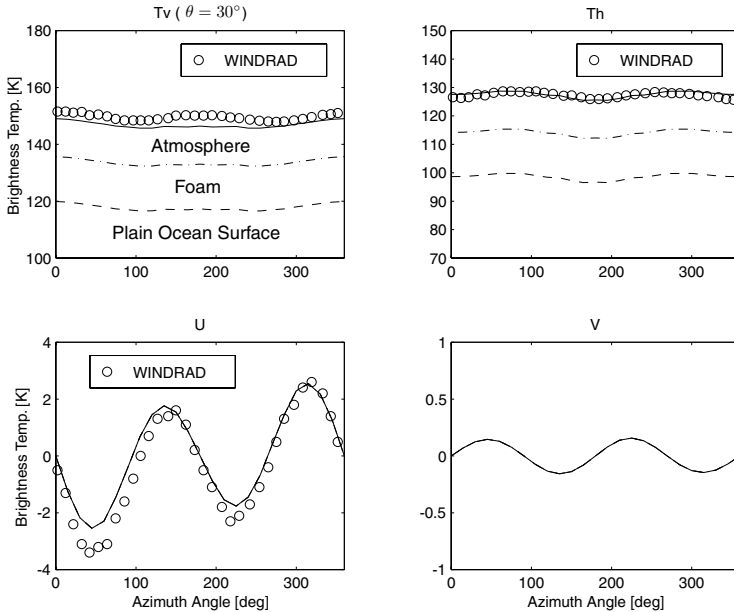 Tv ( θ = 30° )
Th
180
160
140
120
100
Brightness Temp. [K]
WINDRAD
Atmosphere
Foam
Plain Ocean Surface
0 100 200 300
150
140
130
120
110
100
90
80
70
WINDRAD
0 100 200 300
U
V
4
2
0
-2
-4
Brightness Temp. [K]
WINDRAD
0 100 200 300
Azimuth Angle [deg]
1
0.5
0
-0.5
-1
0 100 200 300
Azimuth Angle [deg]